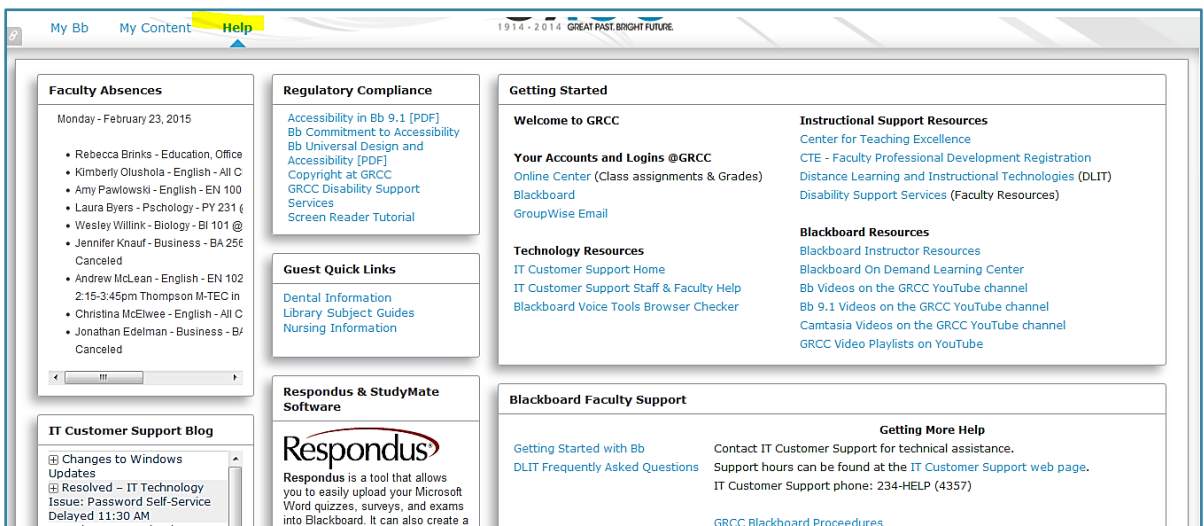 My Bb My Content Help
1914 - 2014 GREAT PAST. BRIGHT FUTURE.
Faculty Absences
Monday - February 23, 2015
Rebecca Brinks - Education, Office
Kimberly Olushola - English - All C
Amy Pawlowski - English - EN 100
Laura Byers - Pschology - PY 231
Wesley Willink - Biology - BI 101 @
Jennifer Knauf - Business - BA 256
Canceled
Andrew McLean - English - EN 102
2:15-3:45pm Thompson M-TEC in
Christina McElwee - English - All C
Jonathan Edelman - Business - BA
Canceled
IT Customer Support Blog
Changes to Windows
Updates
Resolved – IT Technology
Issue: Password Self-Service
Delayed 11:30 AM
Regulatory Compliance
Accessibility in Bb 9.1 [PDF]
Bb Commitment to Accessibility
Bb Universal Design and
Accessibility [PDF]
Copyright at GRCC
GRCC Disability Support
Services
Screen Reader Tutorial
Guest Quick Links
Dental Information
Library Subject Guides
Nursing Information
Respondus & StudyMate
Software
Respondus
Respondus is a tool that allows
you to easily upload your Microsoft
Word quizzes, surveys, and exams
into Blackboard. It can also create a
Getting Started
Welcome to GRCC
Your Accounts and Logins @GRCC
Online Center (Class assignments & Grades)
Blackboard
GroupWise Email
Technology Resources
IT Customer Support Home
IT Customer Support Staff & Faculty Help
Blackboard Voice Tools Browser Checker
Instructional Support Resources
Center for Teaching Excellence
CTE - Faculty Professional Development Registration
Distance Learning and Instructional Technologies (DLIT)
Disability Support Services (Faculty Resources)
Blackboard Resources
Blackboard Instructor Resources
Blackboard On Demand Learning Center
Bb Videos on the GRCC YouTube channel
Bb 9.1 Videos on the GRCC YouTube channel
Camtasia Videos on the GRCC YouTube channel
GRCC Video Playlists on YouTube
Blackboard Faculty Support
Getting Started with Bb
DLIT Frequently Asked Questions
Getting More Help
Contact IT Customer Support for technical assistance.
Support hours can be found at the IT Customer Support web page.
IT Customer Support phone: 234-HELP (4357)
GRCC Blackboard Proceedures